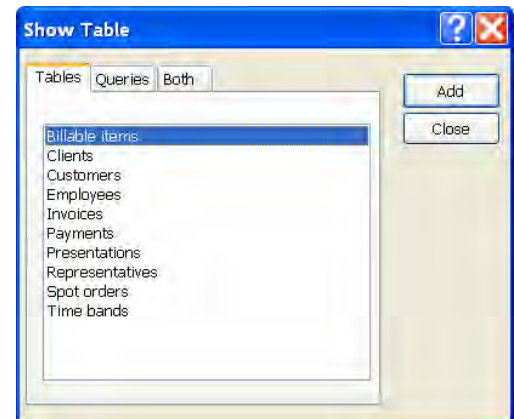 Show Table
Tables Queries Both
Add
Close
Billable items
Clients
Customers
Employees
Invoices
Payments
Presentations
Representatives
Spot orders
Time bands